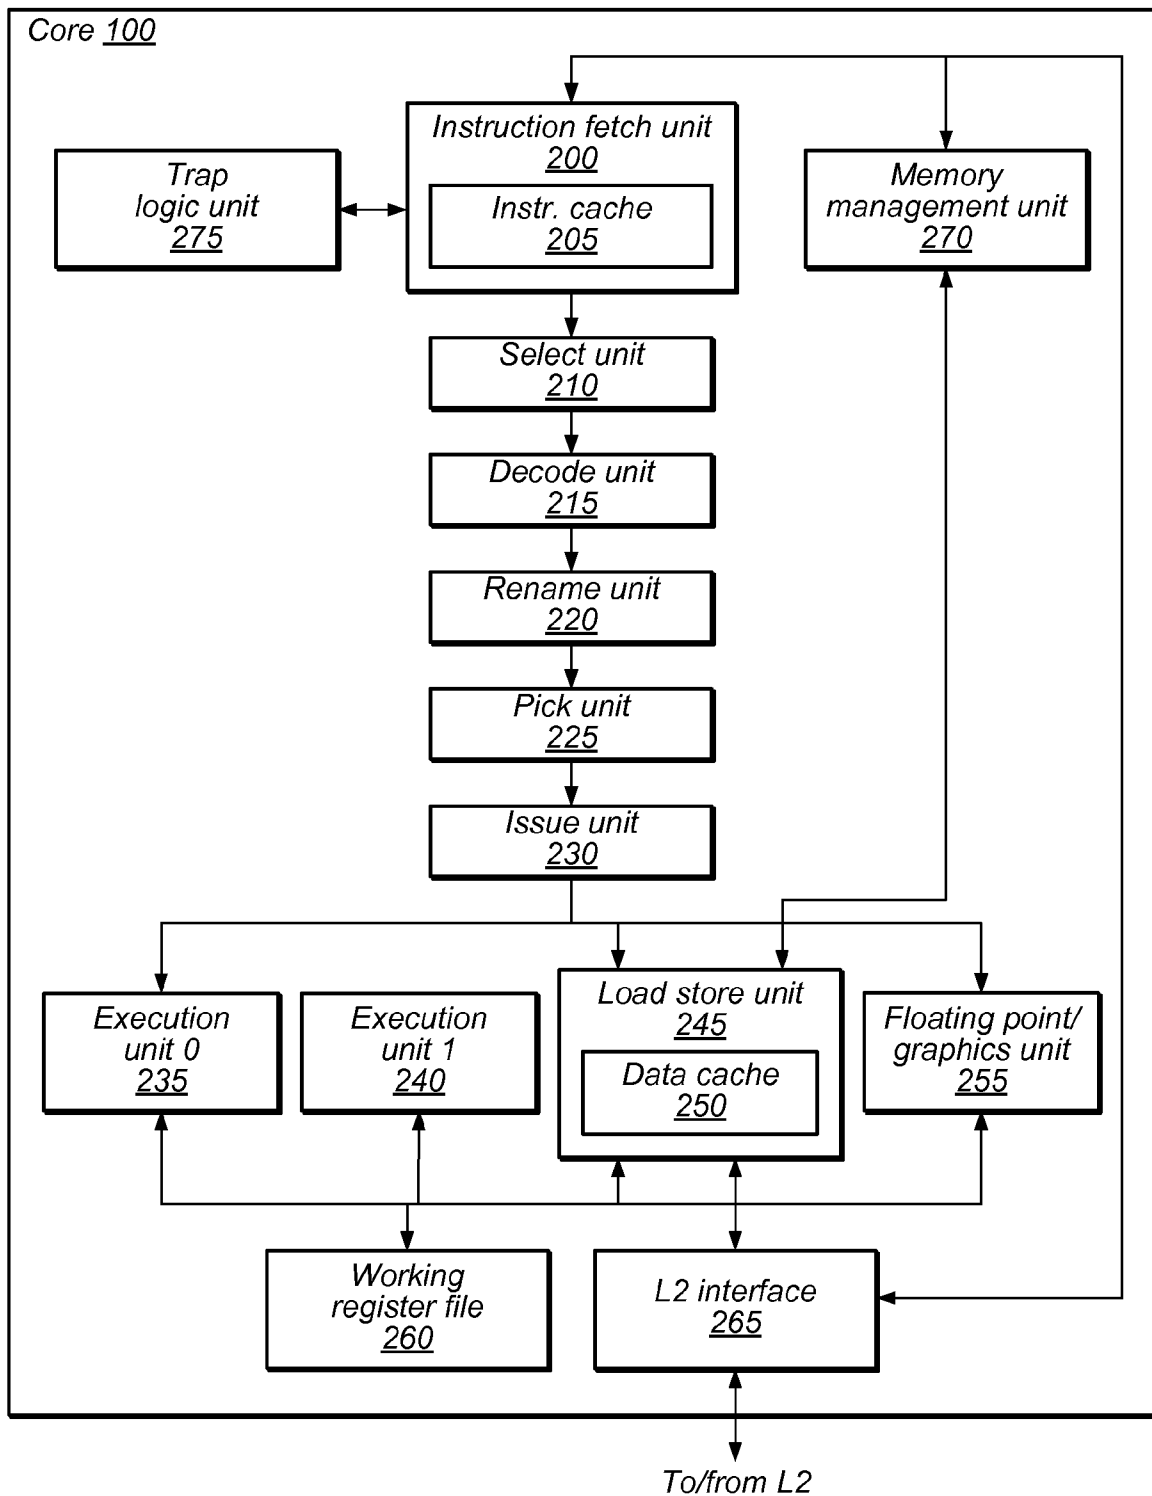 Core 100
Instruction fetch unit
200
Instr. cache
205
Trap
logic unit
275
Memory
management unit
270
Select unit
210
Decode unit
215
Rename unit
220
Pick unit
225
Issue unit
230
Execution
unit 0
235
Execution
unit 1
240
Load store unit
245
Data cache
250
Floating point/
graphics unit
255
Working
register file
260
L2 interface
265
To/from L2